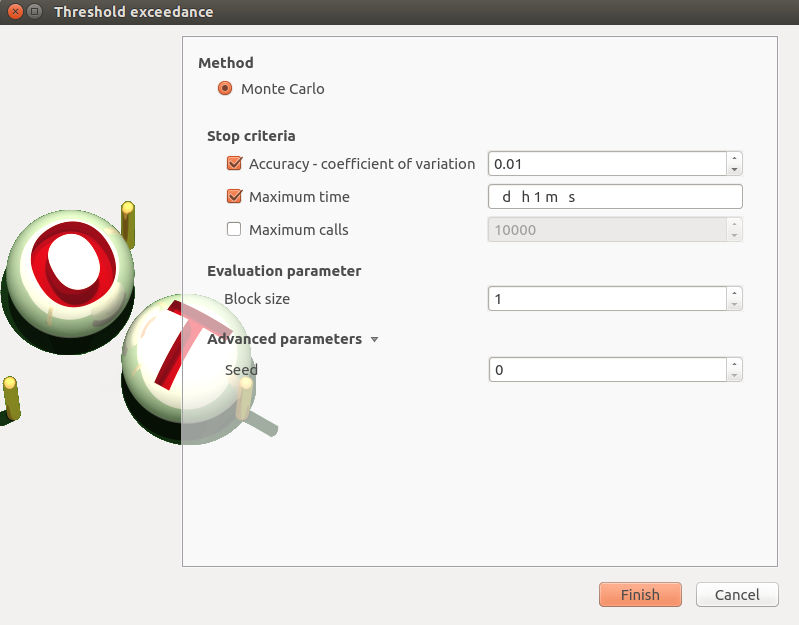 Threshold exceedance
Method
Monte Carlo
Stop criteria
Accuracy - coefficient of variation 0.01
Maximum time d h 1 m s
Maximum calls 10000
Evaluation parameter
Block size 1
Advanced parameters
Seed 0
O
T
Finish Cancel